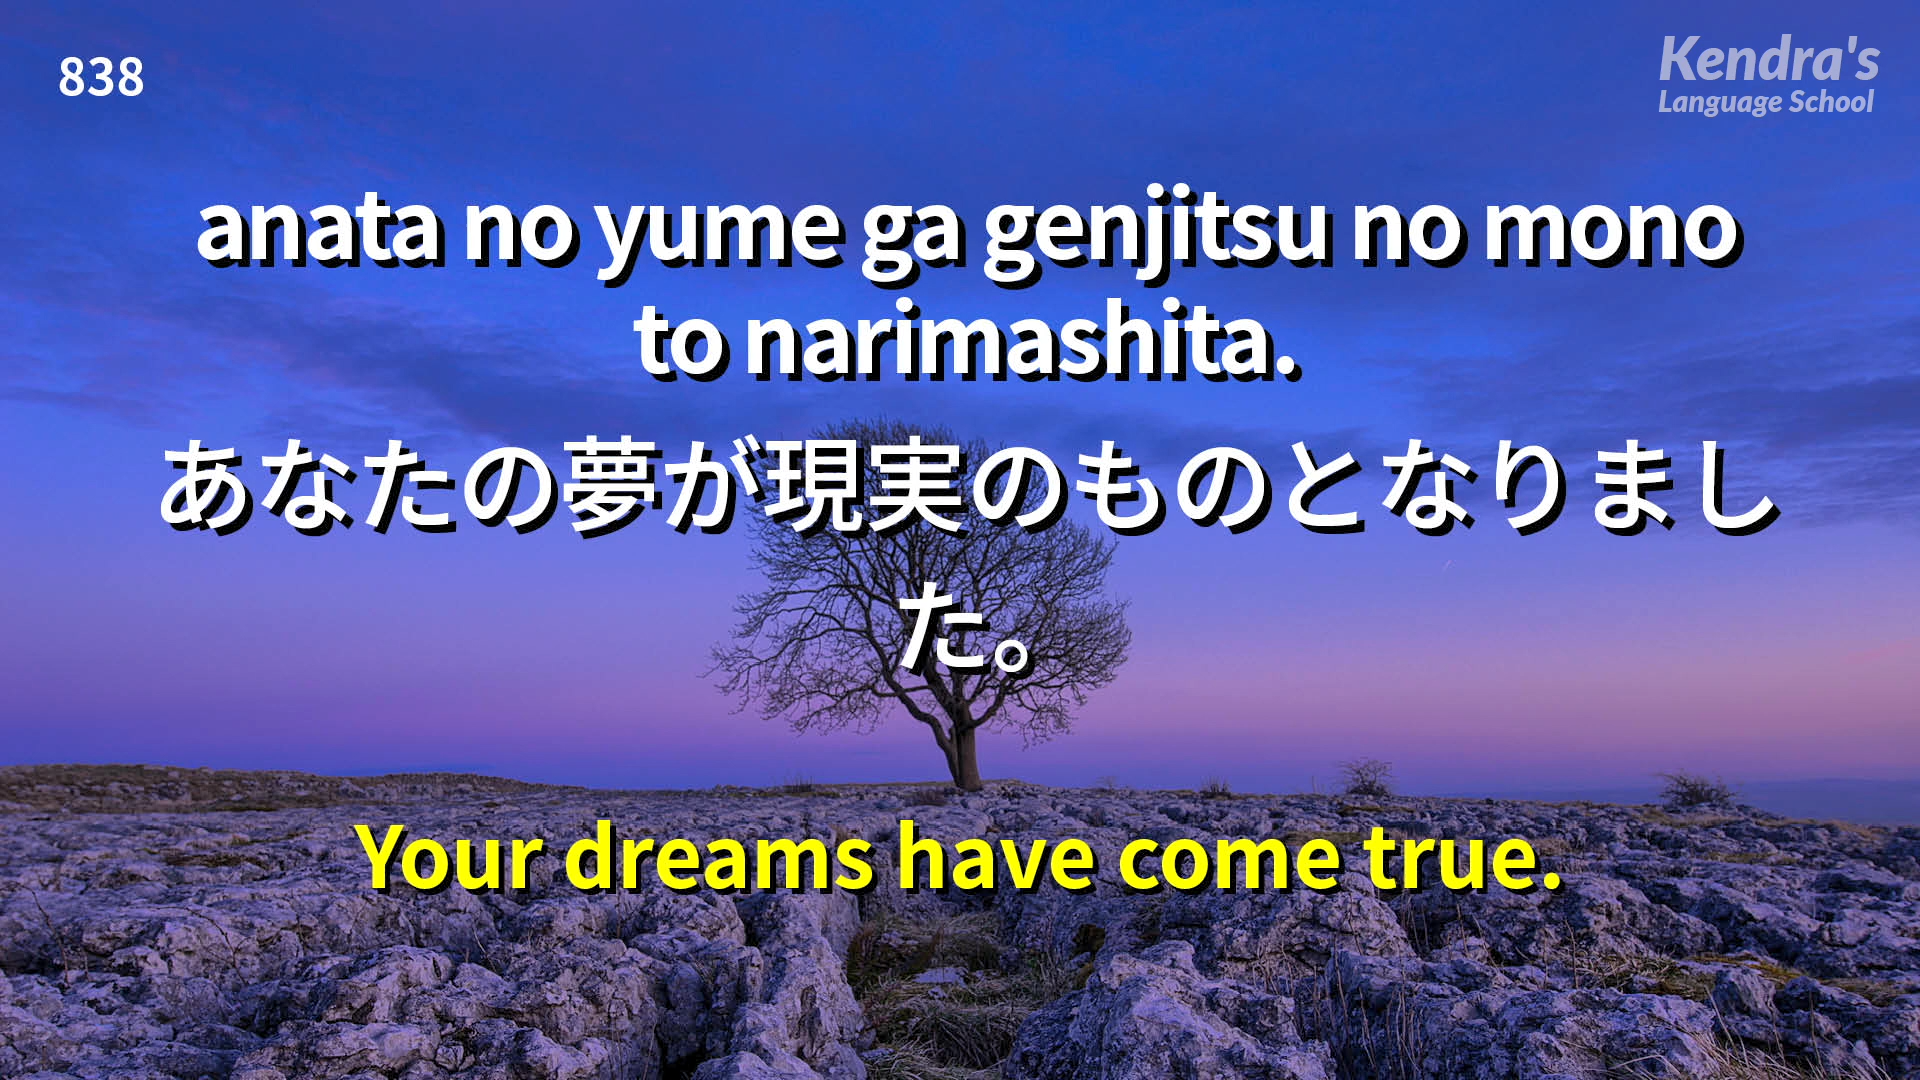 838
Kendra's
Language School
anata no yume ga genjitsu no mono
to narimashita.
あなたの夢が現実のものとなりまし
た。
Your dreams have come true.